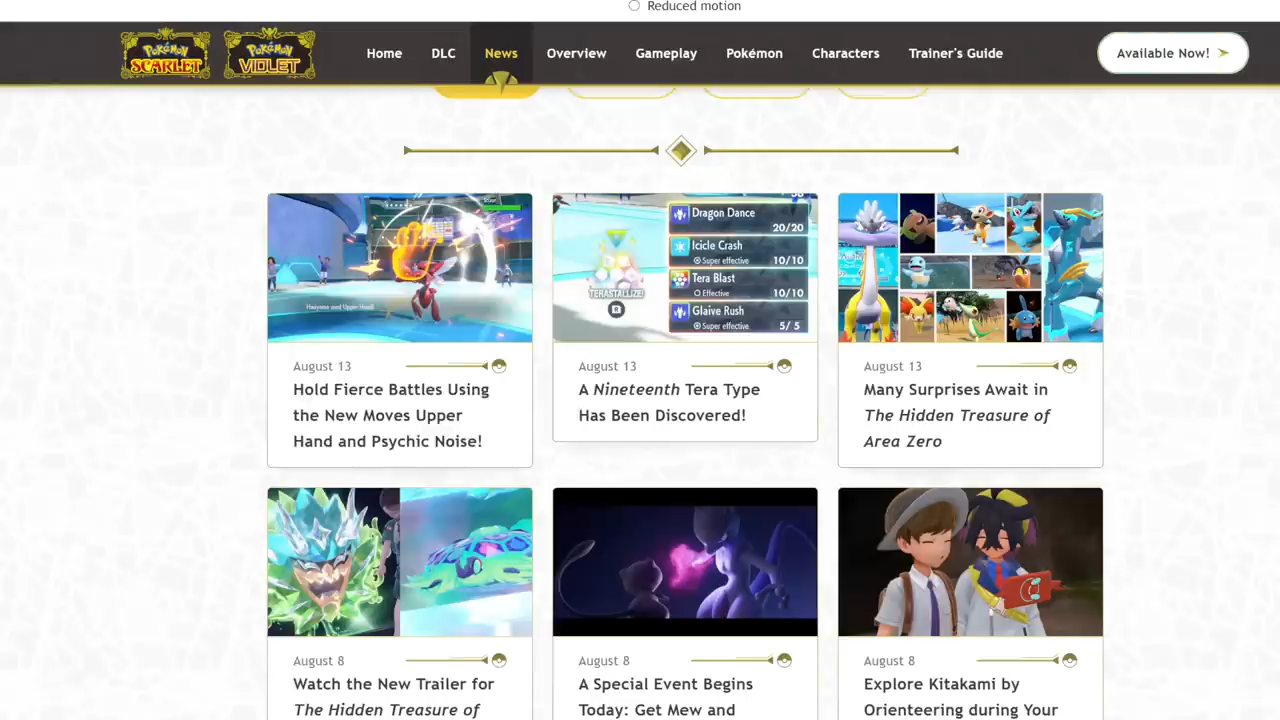 Reduced motion
Pokémon SCARLET
Pokémon VIOLET
Home
DLC
News
Overview
Gameplay
Pokémon
Characters
Trainer's Guide
Available Now!
Dragon Dance
20/20
Icicle Crash
Super effective 10/10
Tera Blast
Effective 10/10
Glaive Rush
Super effective 5/5
TERASTALLIZE!
R
August 13
Hold Fierce Battles Using
the New Moves Upper
Hand and Psychic Noise!
August 13
A Nineteenth Tera Type
Has Been Discovered!
August 13
Many Surprises Await in
The Hidden Treasure of
Area Zero
August 8
Watch the New Trailer for
The Hidden Treasure of
August 8
A Special Event Begins
Today: Get Mew and
August 8
Explore Kitakami by
Orienteering during Your